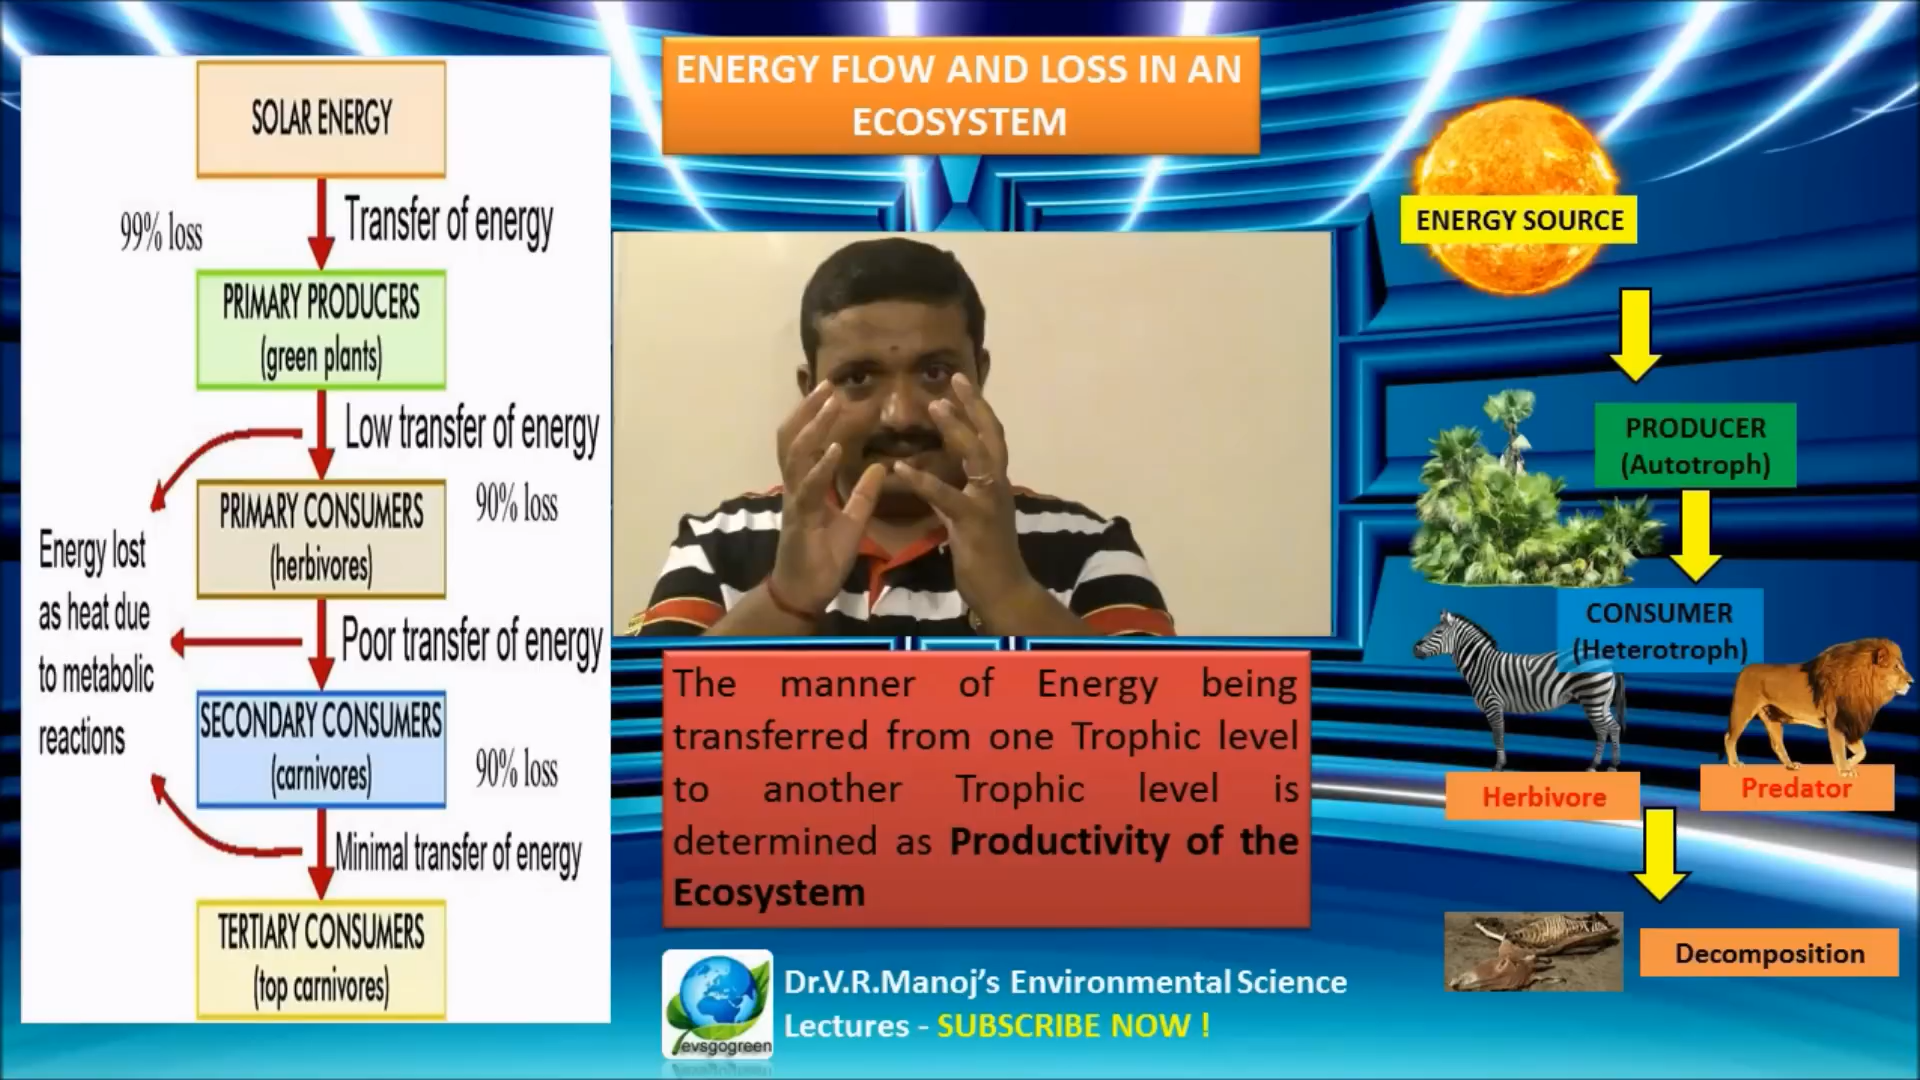 ENERGY FLOW AND LOSS IN AN
ECOSYSTEM
SOLAR ENERGY
99% loss
Transfer of energy
PRIMARY PRODUCERS
(green plants)
Low transfer of energy
PRIMARY CONSUMERS
(herbivores)
90% loss
Energy lost
as heat due
to metabolic
reactions
Poor transfer of energy
SECONDARY CONSUMERS
(carnivores)
90% loss
Minimal transfer of energy
TERTIARY CONSUMERS
(top carnivores)
The manner of Energy being
transferred from one Trophic level
to another Trophic level is
determined as Productivity of the
Ecosystem
evsgogreen
Dr.V.R.Manoj’s Environmental Science
Lectures - SUBSCRIBE NOW !
ENERGY SOURCE
PRODUCER
(Autotroph)
CONSUMER
(Heterotroph)
Herbivore
Predator
Decomposition